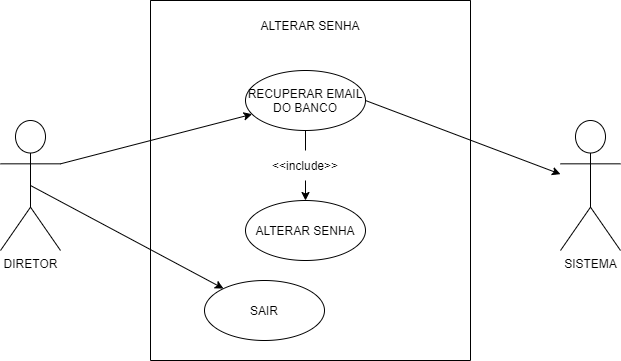 ALTERAR SENHA
RECUPERAR EMAIL
DO BANCO
<<include>>
ALTERAR SENHA
DIRETOR
SISTEMA
SAIR